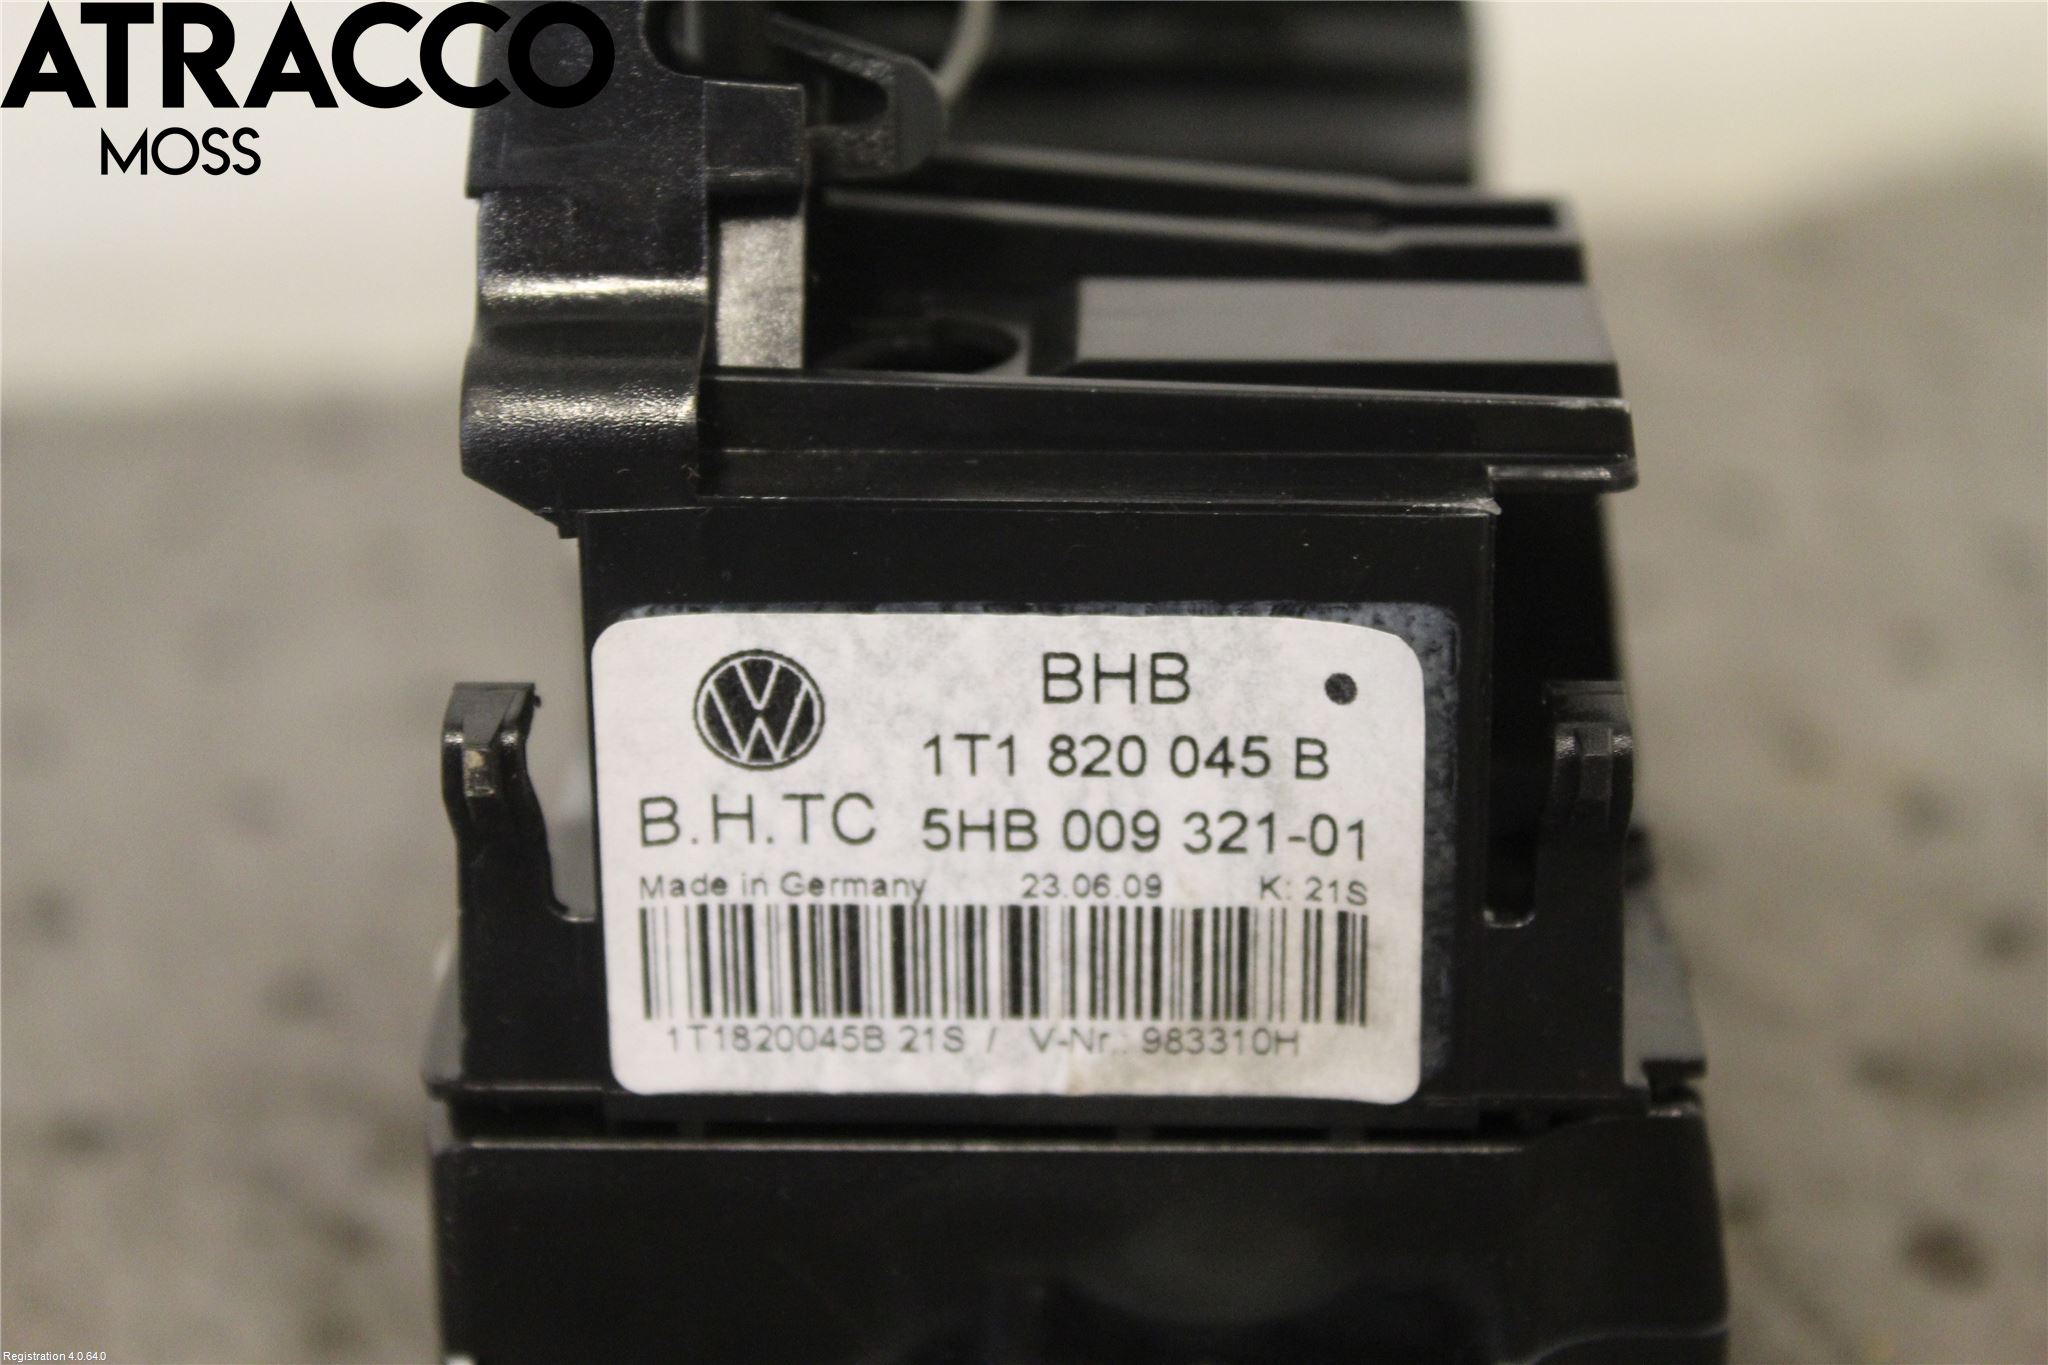 ATRACCO
MOSS
BHB
1T1 820 045 B
B.H.TC 5HB 009 321-01
Made in Germany 23.06.09 K: 21S
1T1820045B 21S / V-Nr.: 983310H
Registration 4.0.64.0